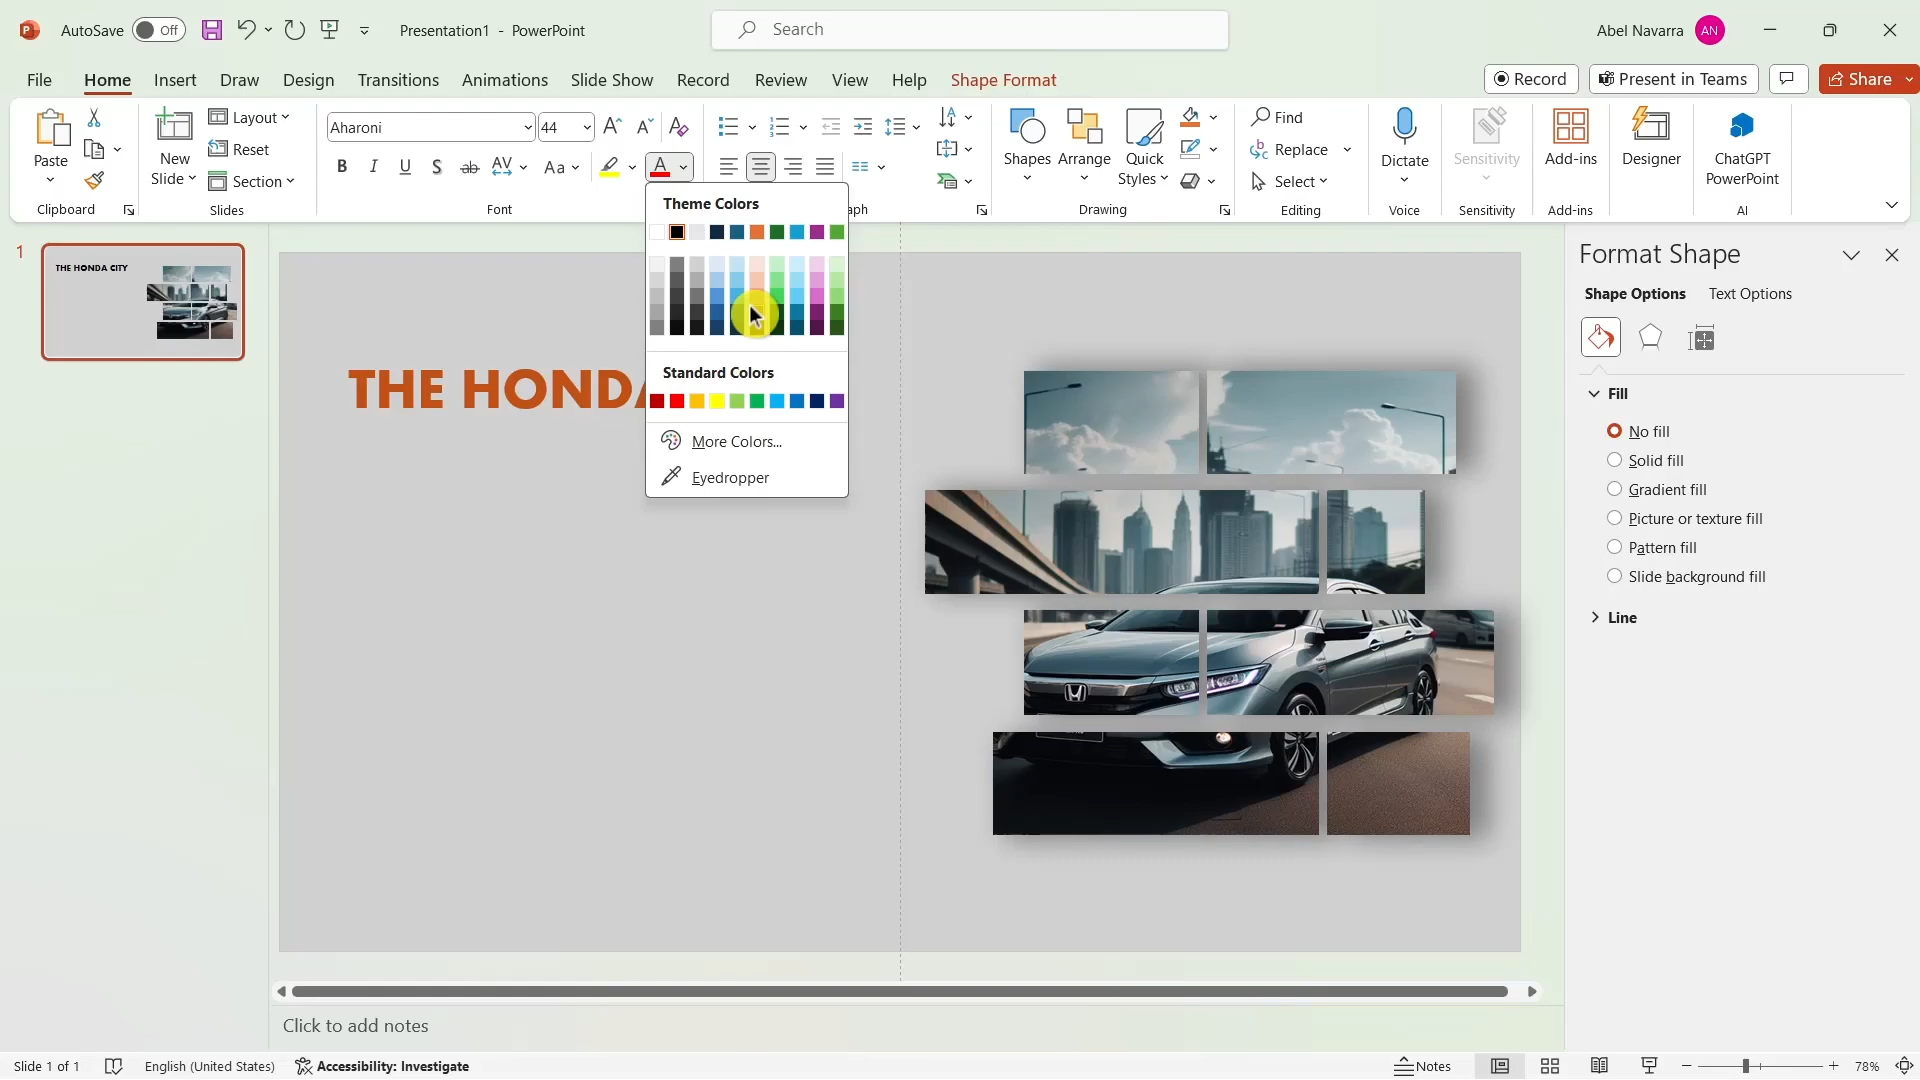 AutoSave Off Presentation1 - PowerPoint Search Abel Navarra AN
File Home Insert Draw Design Transitions Animations Slide Show Record Review View Help Shape Format Record Present in Teams Share
Paste
Clipboard
New Slide
Layout
Reset
Section
Slides
Aharoni 44
B I U S ab AV Aa A
Font
aph
Shapes
Arrange
Quick Styles
Drawing
Find
Replace
Select
Editing
Dictate
Voice
Sensitivity
Sensitivity
Add-ins
Add-ins
Designer
ChatGPT PowerPoint
AI
Theme Colors
Standard Colors
More Colors...
Eyedropper
1
THE HONDA CITY
THE HONDA
Format Shape
Shape Options Text Options
Fill
No fill
Solid fill
Gradient fill
Picture or texture fill
Pattern fill
Slide background fill
Line
Click to add notes
Slide 1 of 1 English (United States) Accessibility: Investigate Notes 78%